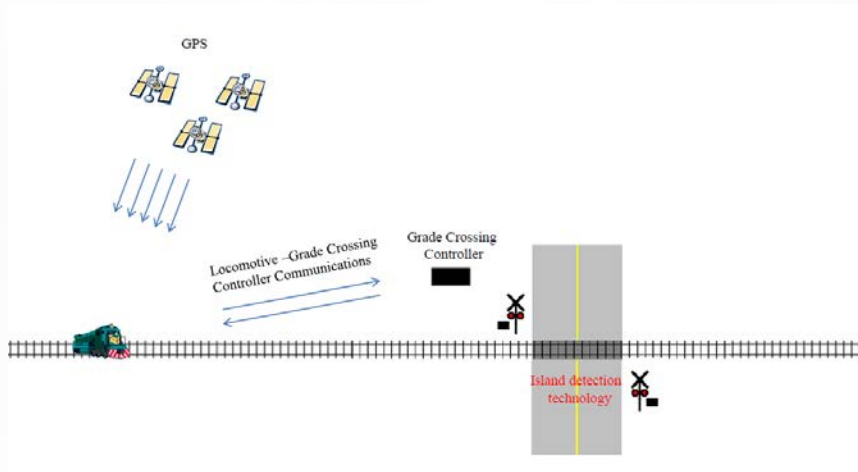 GPS
Locomotive –Grade Crossing
Controller Communications
Grade Crossing
Controller
Island detection
technology